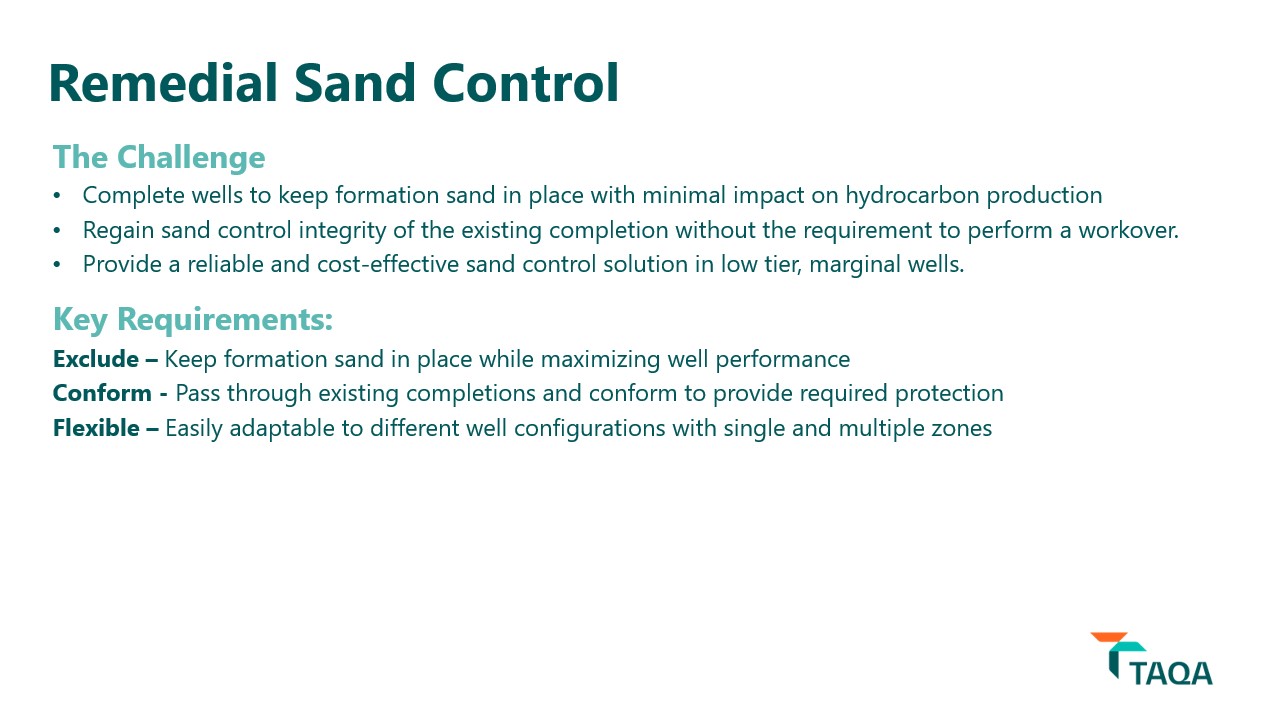 Remedial Sand Control
The Challenge
• Complete wells to keep formation sand in place with minimal impact on hydrocarbon production
• Regain sand control integrity of the existing completion without the requirement to perform a workover.
• Provide a reliable and cost-effective sand control solution in low tier, marginal wells.
Key Requirements:
Exclude – Keep formation sand in place while maximizing well performance
Conform - Pass through existing completions and conform to provide required protection
Flexible – Easily adaptable to different well configurations with single and multiple zones
TAQA